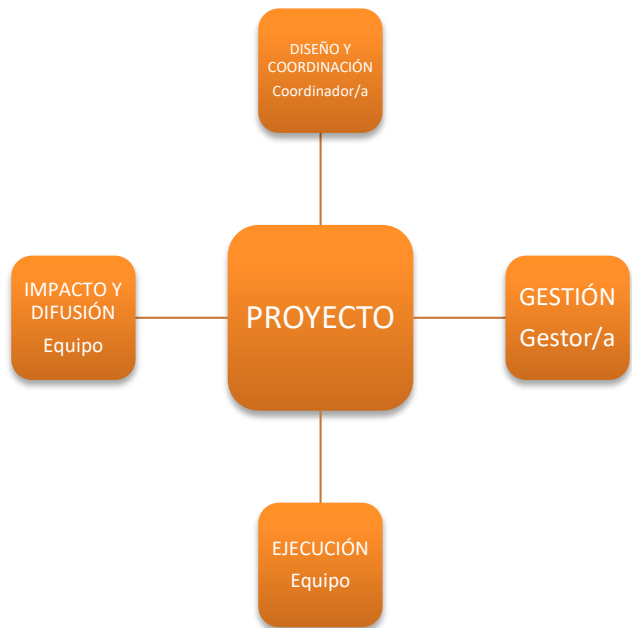 DISEÑO Y
COORDINACIÓN
Coordinador/a
IMPACTO Y
DIFUSIÓN
Equipo
PROYECTO
GESTIÓN
Gestor/a
EJECUCIÓN
Equipo